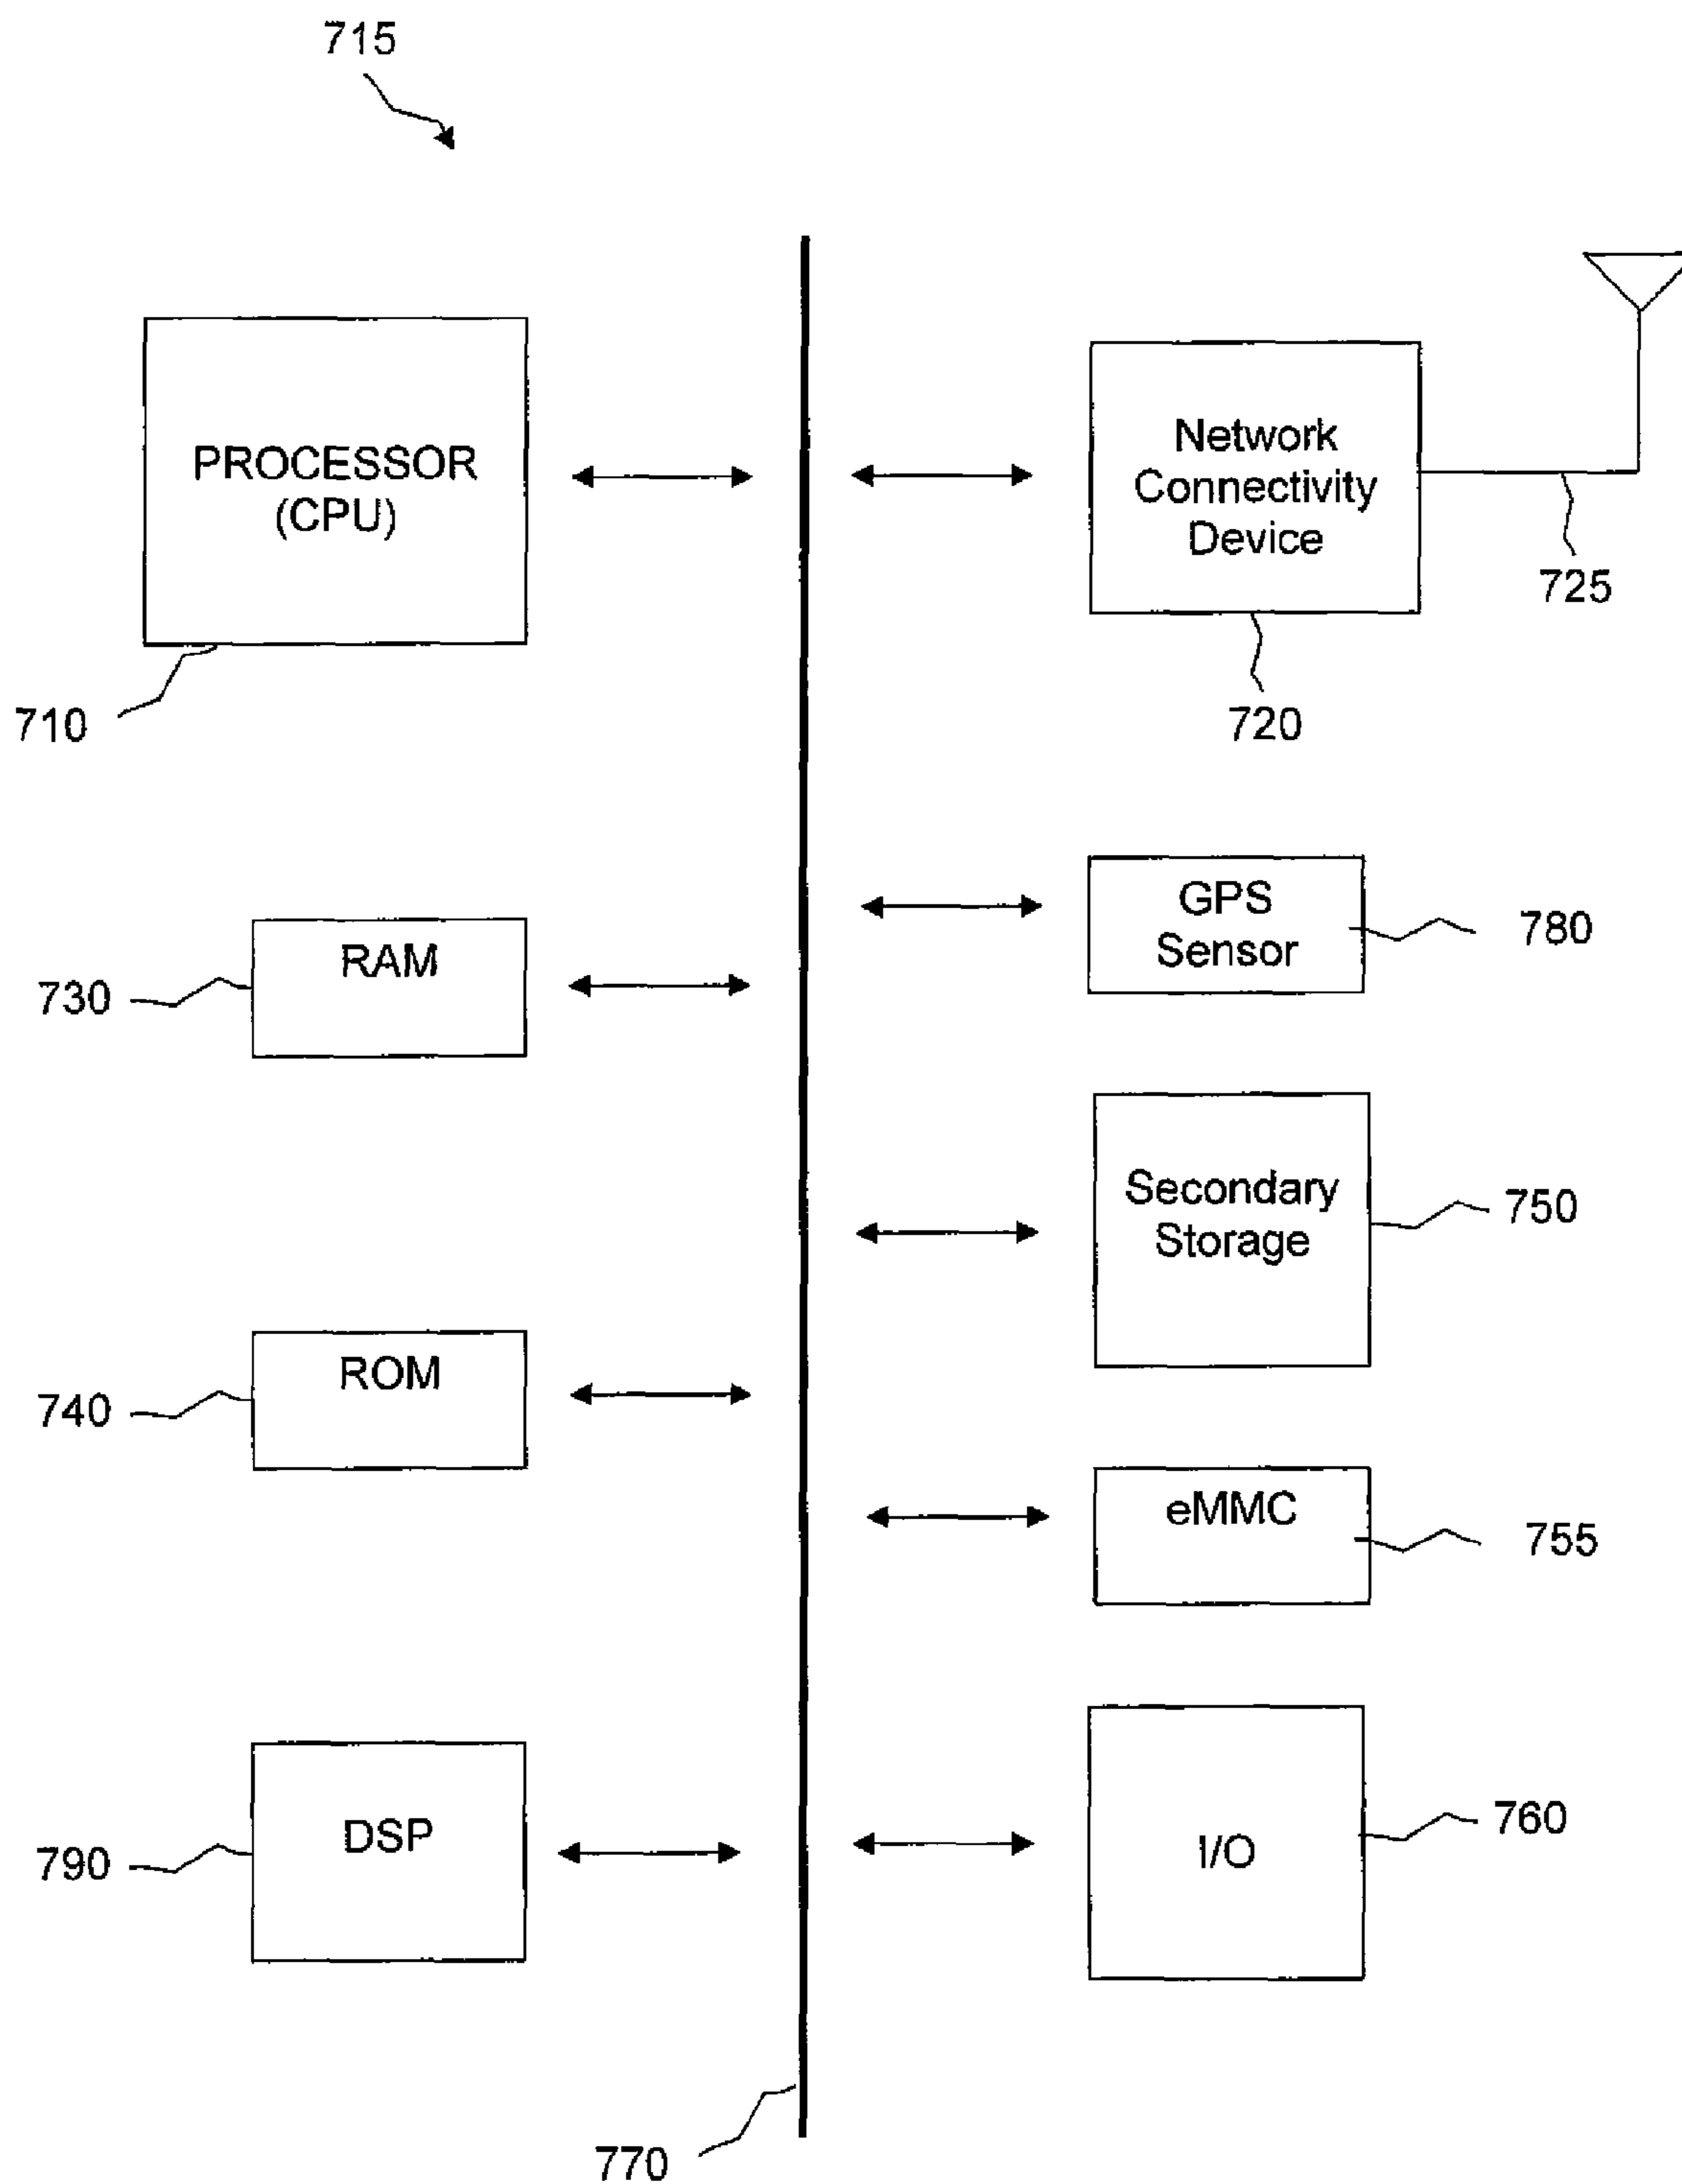 715
PROCESSOR
(CPU)
710
Network
Connectivity
Device
725
720
GPS
Sensor
780
RAM
730
Secondary
Storage
750
ROM
740
eMMC
755
DSP
790
I/O
760
770